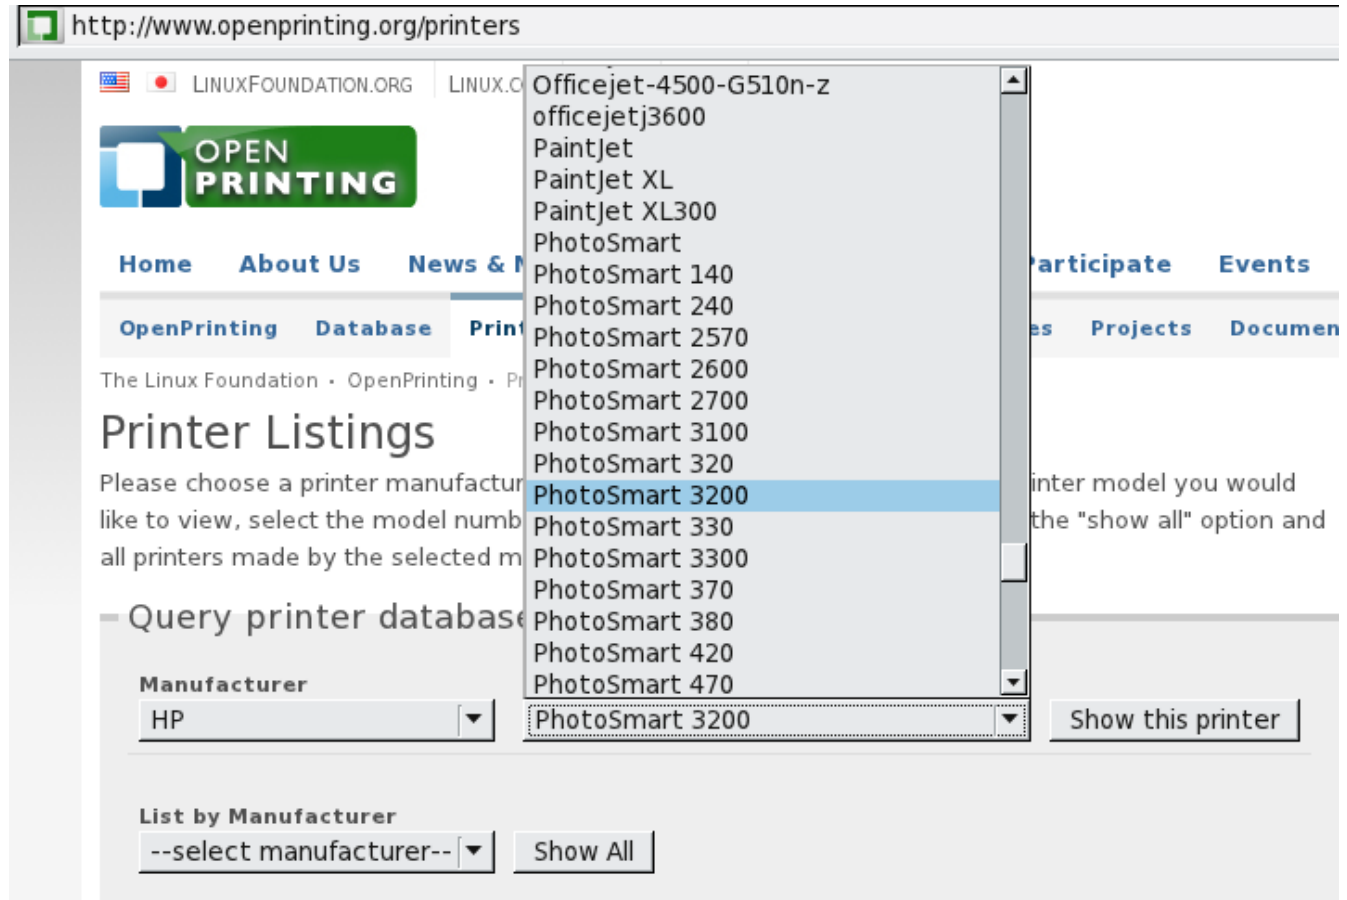 http://www.openprinting.org/printers
LINUXFOUNDATION.ORG LINUX.C
OPEN
PRINTING
Home About Us News & articipate Events
OpenPrinting Database Print es Projects Documen
The Linux Foundation · OpenPrinting · Pr
Printer Listings
Please choose a printer manufactur inter model you would
like to view, select the model numb the "show all" option and
all printers made by the selected m
Query printer database
Manufacturer
HP
Officejet-4500-G510n-z
officejetj3600
PaintJet
PaintJet XL
PaintJet XL300
PhotoSmart
PhotoSmart 140
PhotoSmart 240
PhotoSmart 2570
PhotoSmart 2600
PhotoSmart 2700
PhotoSmart 3100
PhotoSmart 320
PhotoSmart 3200
PhotoSmart 330
PhotoSmart 3300
PhotoSmart 370
PhotoSmart 380
PhotoSmart 420
PhotoSmart 470
PhotoSmart 3200
Show this printer
List by Manufacturer
--select manufacturer-- Show All